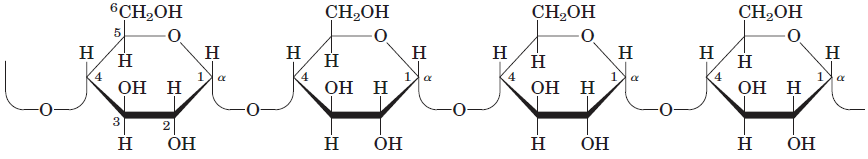 ⁶CH₂OH CH₂OH CH₂OH CH₂OH
5 O O O O
H H H H H H H H
H H H H
4 1 α 4 1 α 4 1 α 4 1 α
OH H OH H OH H OH H
O O O O
3 2
H OH H OH H OH H OH